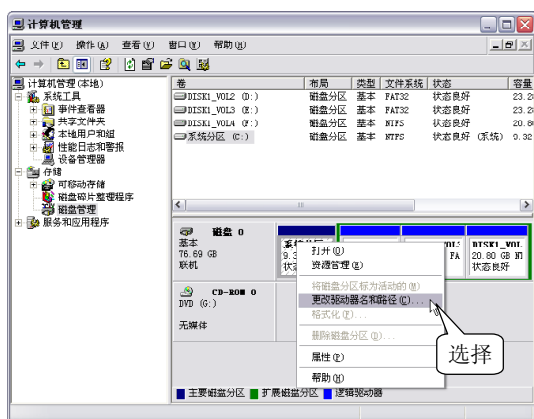 计算机管理
文件(F) 操作(A) 查看(V) 窗口(W) 帮助(H)
计算机管理(本地)
系统工具
事件查看器
共享文件夹
本地用户和组
性能日志和警报
设备管理器
存储
可移动存储
磁盘碎片整理程序
磁盘管理
服务和应用程序
卷 布局 类型 文件系统 状态 容量
DISK1_VOL2 (D:) 磁盘分区 基本 FAT32 状态良好 23.2
DISK1_VOL3 (E:) 磁盘分区 基本 FAT32 状态良好 23.2
DISK1_VOL4 (F:) 磁盘分区 基本 NTFS 状态良好 20.8
系统分区 (C:) 磁盘分区 基本 NTFS 状态良好 (系统) 9.32
磁盘 0
基本
76.69 GB
联机
DISK1_VOL
20.80 GB NT
状态良好
CD-ROM 0
DVD (G:)
无媒体
打开(O)
资源管理(E)
将磁盘分区标为活动的(M)
更改驱动器名和路径(C)...
格式化(F)...
删除磁盘分区(D)...
属性(P)
帮助(H)
选择
主要磁盘分区 扩展磁盘分区 逻辑驱动器